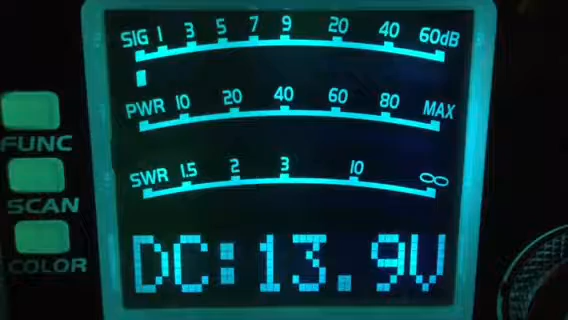 SIG 1 3 5 7 9 20 40 60dB
PWR 10 20 40 60 80 MAX
SWR 1.5 2 3 10 ∞
DC:13.9V
FUNC
SCAN
COLOR